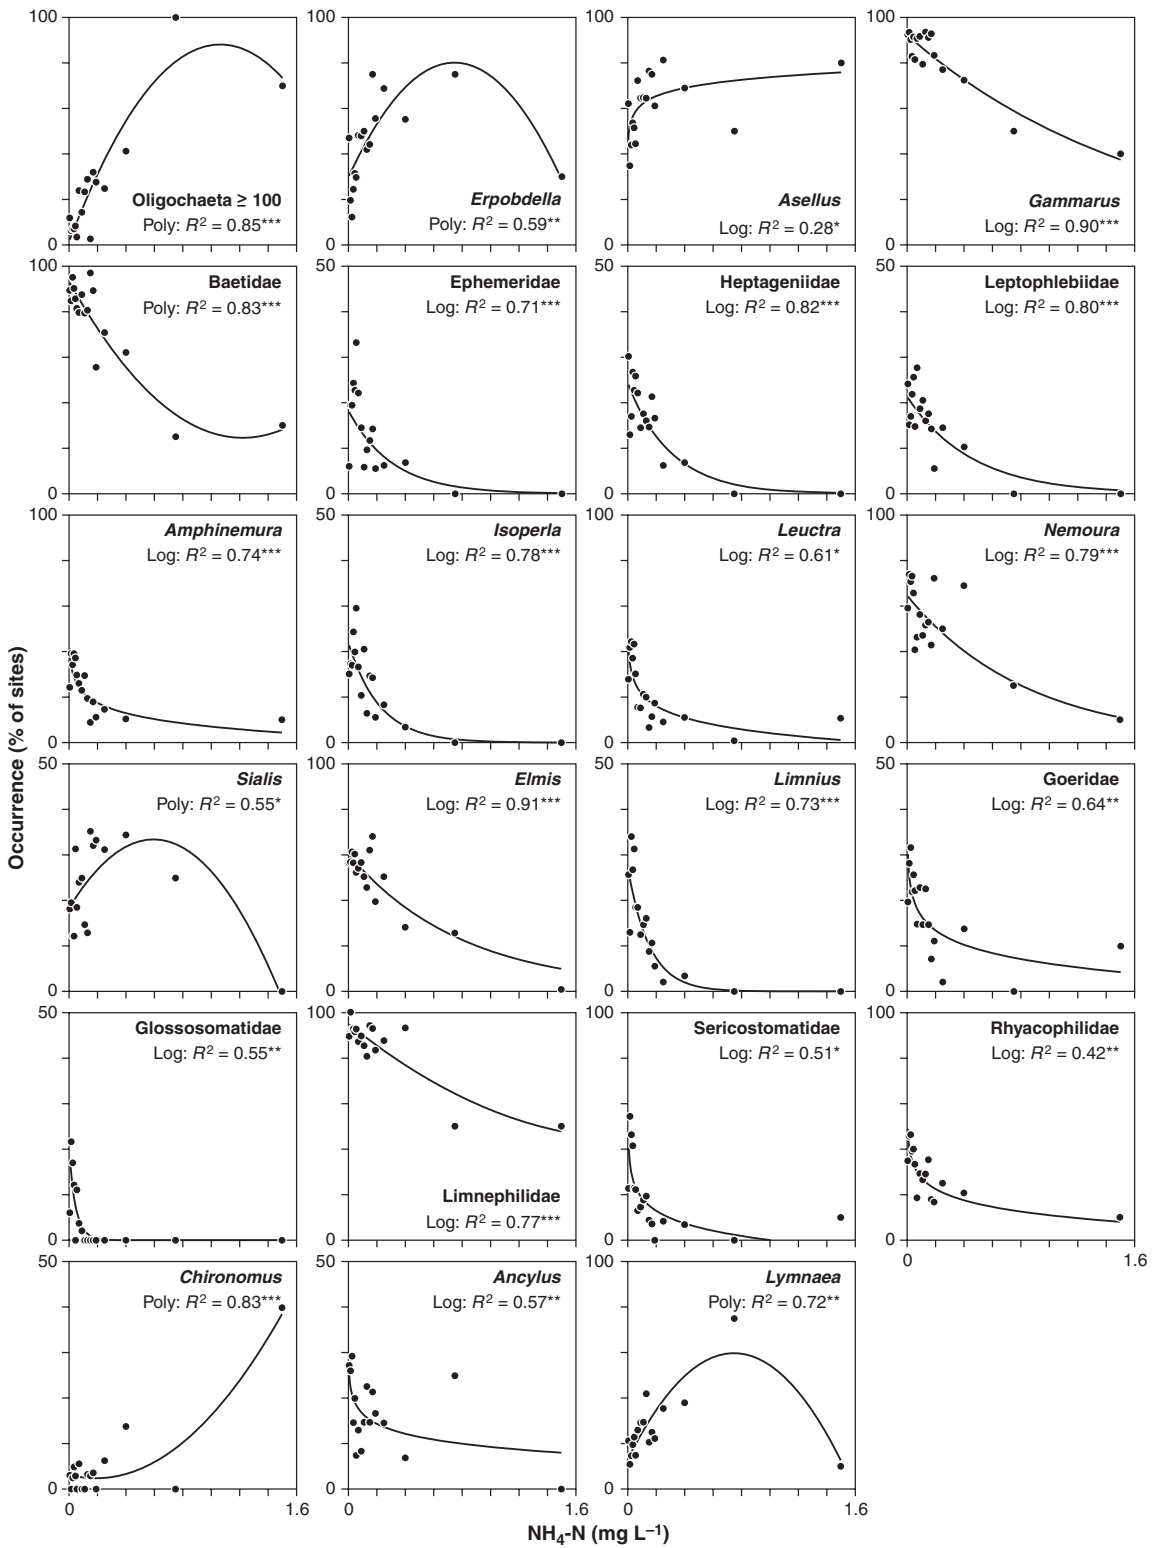 Occurrence (% of sites)
100
0
Oligochaeta ≥ 100
Poly: R² = 0.85***
100
0
Erpobdella
Poly: R² = 0.59**
100
0
Asellus
Log: R² = 0.28*
100
0
Gammarus
Log: R² = 0.90***
100
0
Baetidae
Poly: R² = 0.83***
50
0
Ephemeridae
Log: R² = 0.71***
50
0
Heptageniidae
Log: R² = 0.82***
50
0
Leptophlebiidae
Log: R² = 0.80***
100
0
Amphinemura
Log: R² = 0.74***
50
0
Isoperla
Log: R² = 0.78***
100
0
Leuctra
Log: R² = 0.61*
100
0
Nemoura
Log: R² = 0.79***
50
0
Sialis
Poly: R² = 0.55*
100
0
Elmis
Log: R² = 0.91***
50
0
Limnius
Log: R² = 0.73***
50
0
Goeridae
Log: R² = 0.64**
50
0
Glossosomatidae
Log: R² = 0.55**
100
0
Limnephilidae
Log: R² = 0.77***
50
0
Sericostomatidae
Log: R² = 0.51*
100
0
Rhyacophilidae
Log: R² = 0.42**
0
1.6
50
0
Chironomus
Poly: R² = 0.83***
0
1.6
50
0
Ancylus
Log: R² = 0.57**
0
1.6
100
0
Lymnaea
Poly: R² = 0.72**
0
1.6
NH₄-N (mg L⁻¹)